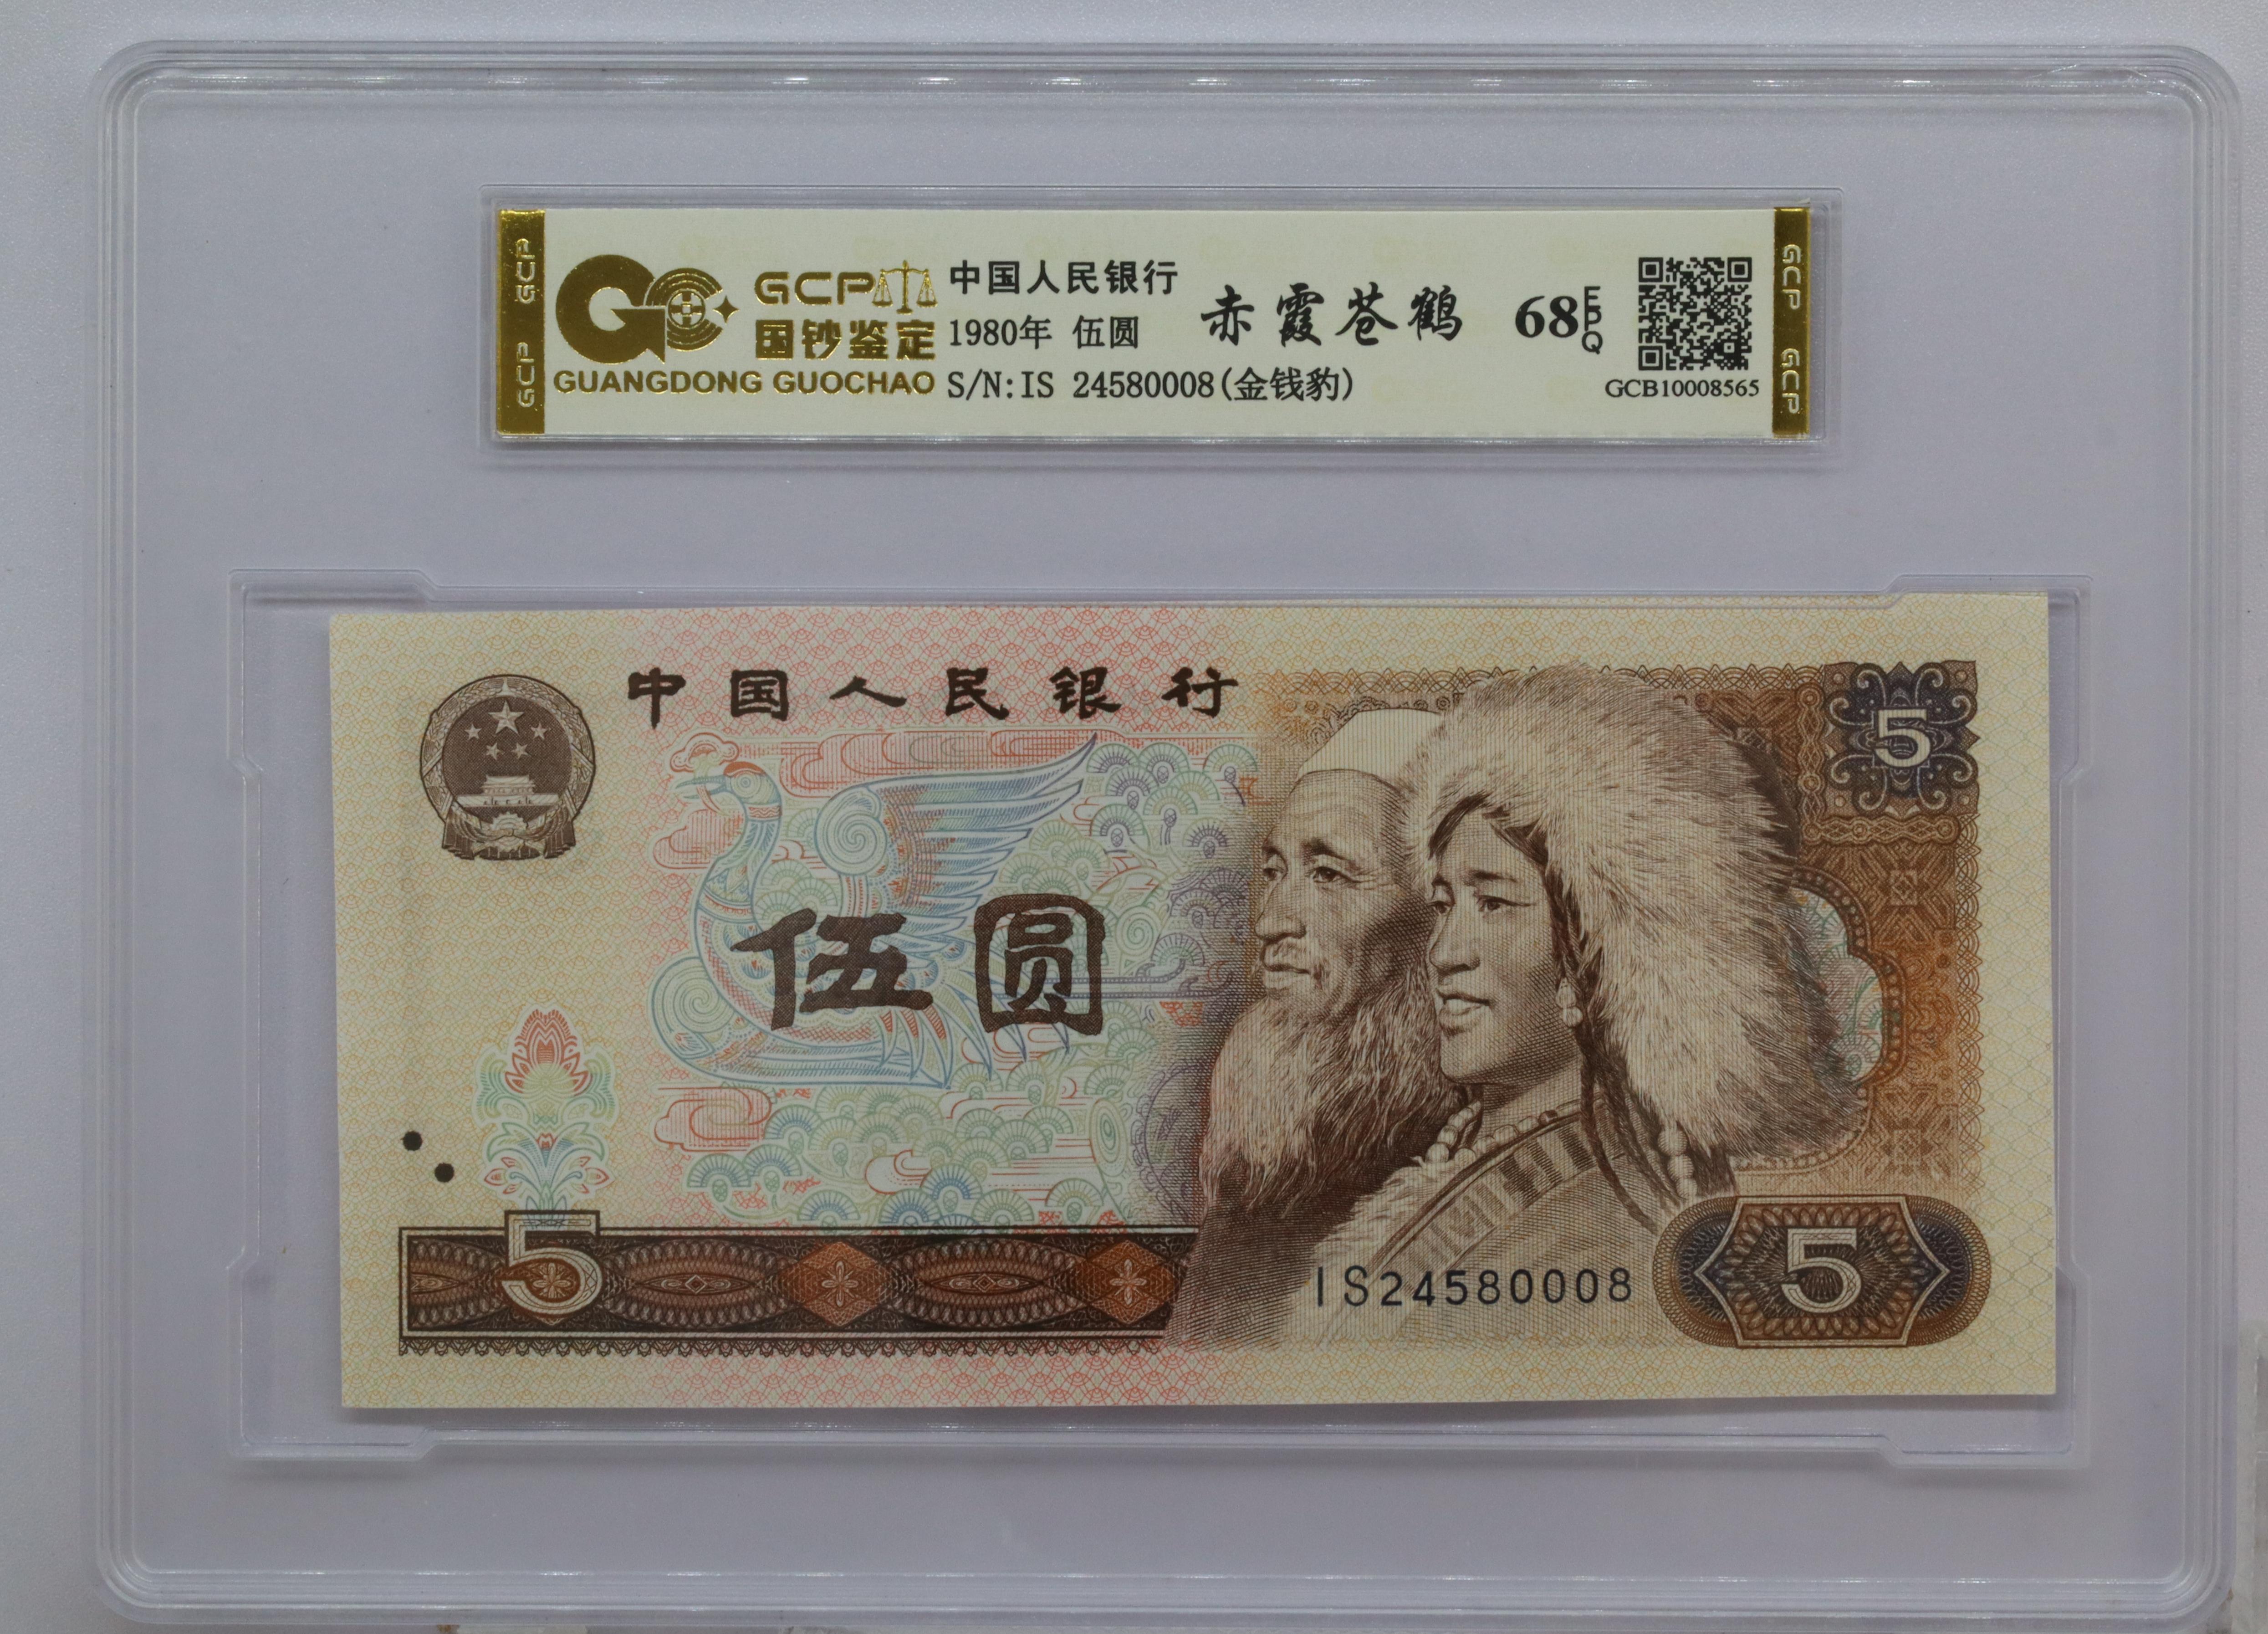 GCP GCP
GCP
国钞鉴定
GUANGDONG GUOCHAO
中国人民银行
1980年 伍圆
S/N:IS 24580008(金钱豹)
赤霞苍鹤
68 EPQ
GCB10008565
GCP GCP
中国人民银行
5
伍圆
5
IS24580008
5